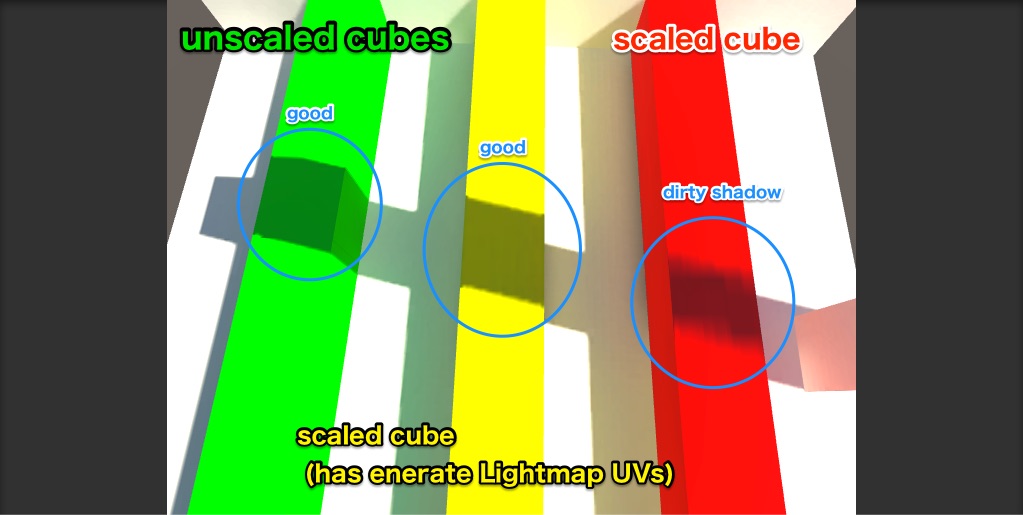 unscaled cubes
scaled cube
good
good
dirty shadow
scaled cube
(has enerate Lightmap UVs)